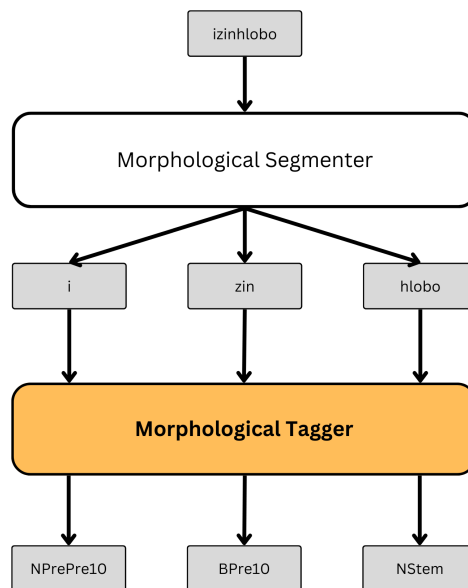 izinhlobo
Morphological Segmenter
i
zin
hlobo
Morphological Tagger
NPrePre10
BPre10
NStem